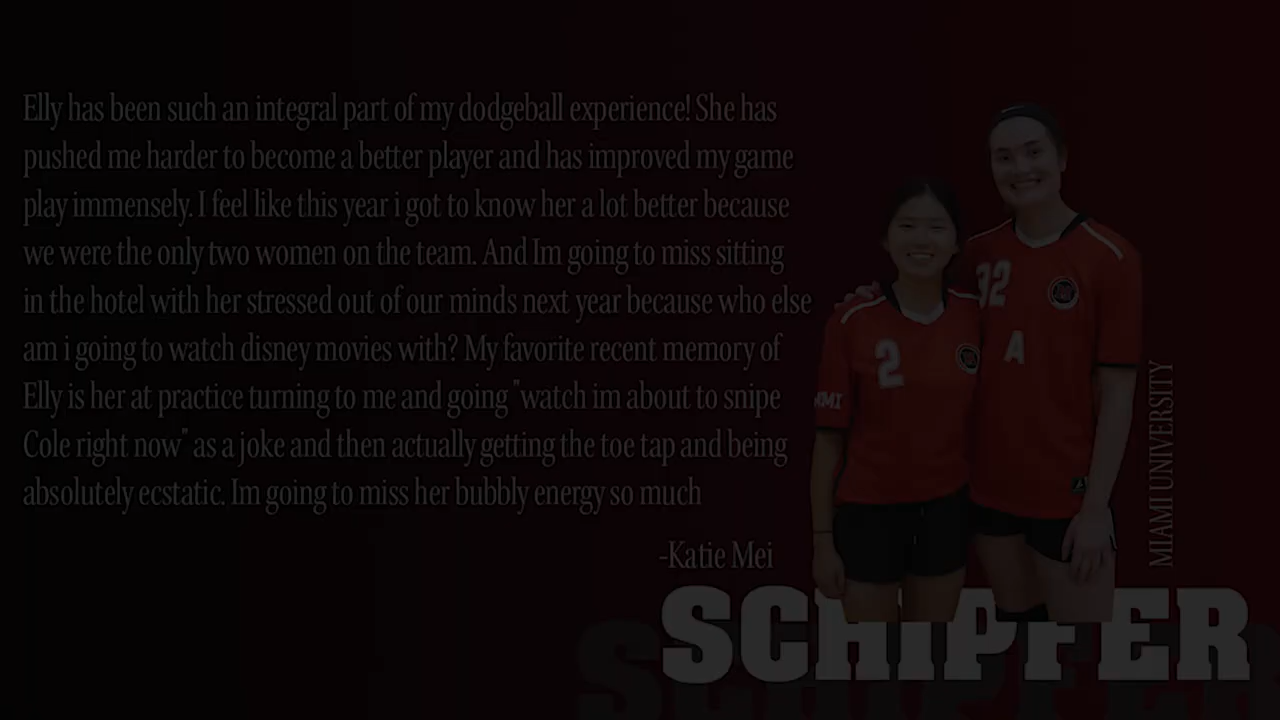 Elly has been such an integral part of my dodgeball experience! She has
pushed me harder to become a better player and has improved my game
play immensely. I feel like this year i got to know her a lot better because
we were the only two women on the team. And Im going to miss sitting
in the hotel with her stressed out of our minds next year because who else
am i going to watch disney movies with? My favorite recent memory of
Elly is her at practice turning to me and going "watch im about to snipe
Cole right now" as a joke and then actually getting the toe tap and being
absolutely ecstatic. Im going to miss her bubbly energy so much
-Katie Mei
2
92
A
MIAMI UNIVERSITY
SCHIPFER
SCHIPFER